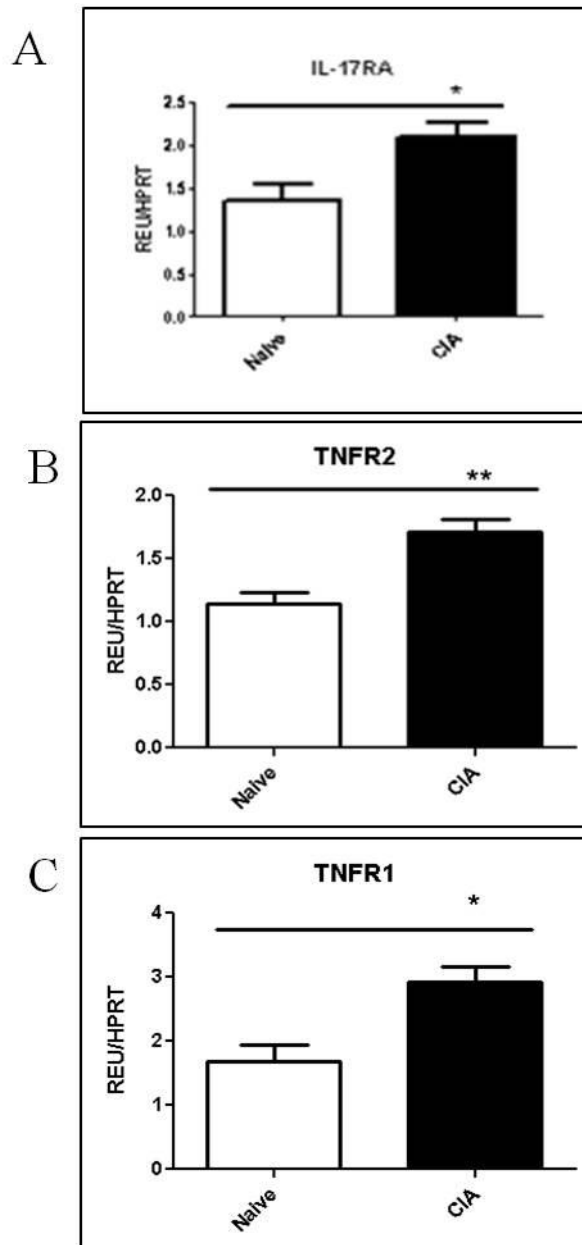 A
IL-17RA
*
2.5
2.0
1.5
1.0
0.5
0.0
REU/HPRT
Naive
CIA
B
TNFR2
**
2.0
1.5
1.0
0.5
0.0
REU/HPRT
Naive
CIA
C
TNFR1
*
4
3
2
1
0
REU/HPRT
Naive
CIA